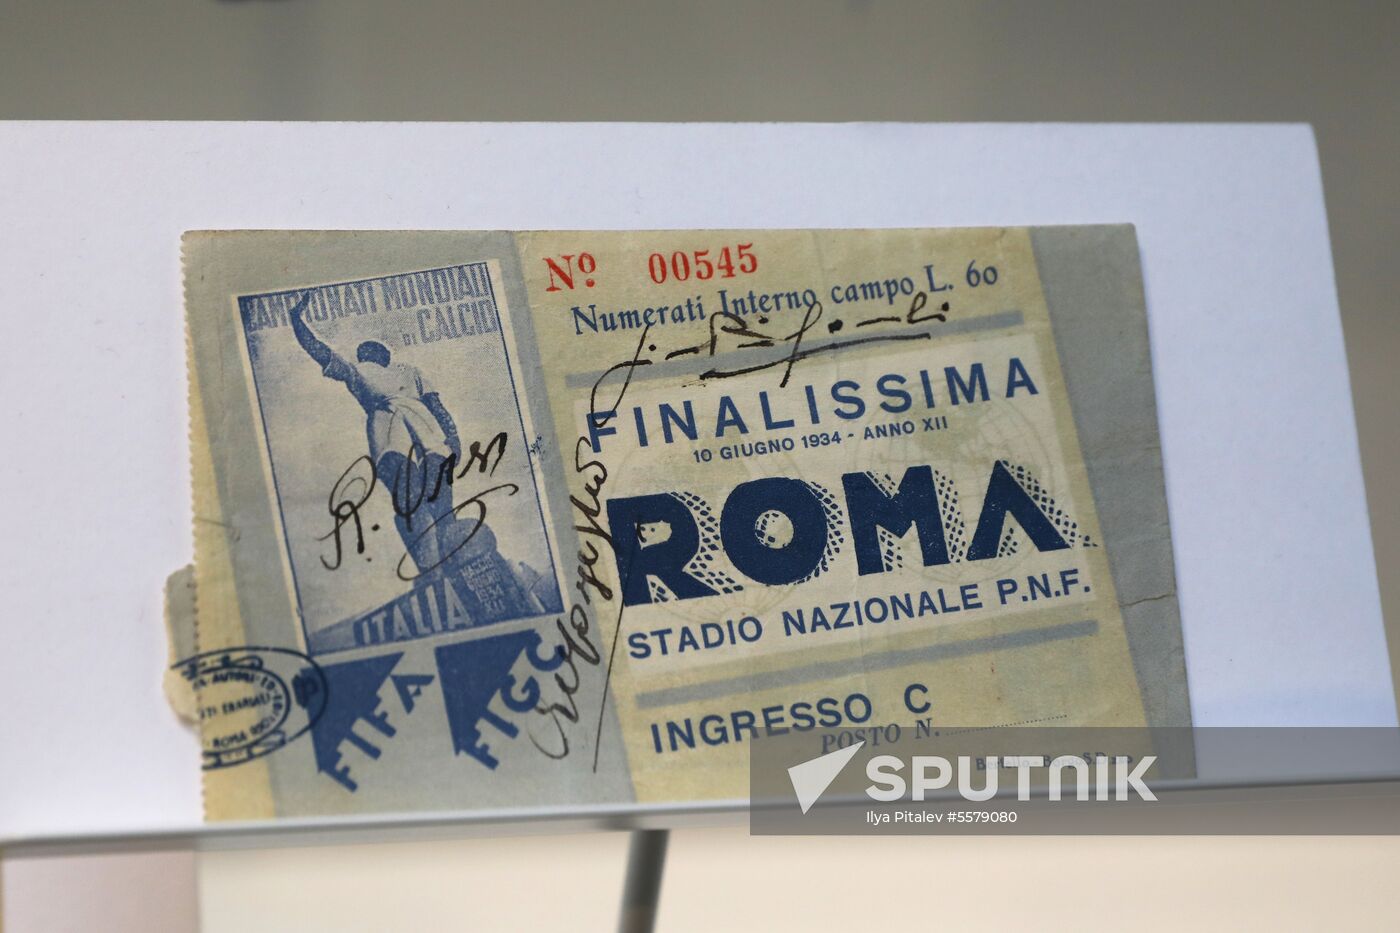 Nº 00545
Numerati Interno campo L. 60
CAMPIONATI MONDIALI
DI CALCIO
FINALISSIMA
10 GIUGNO 1934 - ANNO XII
ROMA
STADIO NAZIONALE P.N.F.
R. Orsi
ITALIA
FIFA
FIGC
INGRESSO C
POSTO N.
SPUTNIK
Ilya Pitalev #5579080